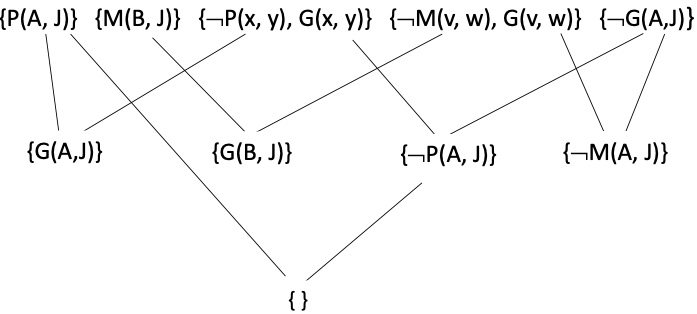 {P(A, J)} {M(B, J)} {¬P(x, y), G(x, y)} {¬M(v, w), G(v, w)} {¬G(A,J)}
{G(A,J)} {G(B, J)} {¬P(A, J)} {¬M(A, J)}
{ }